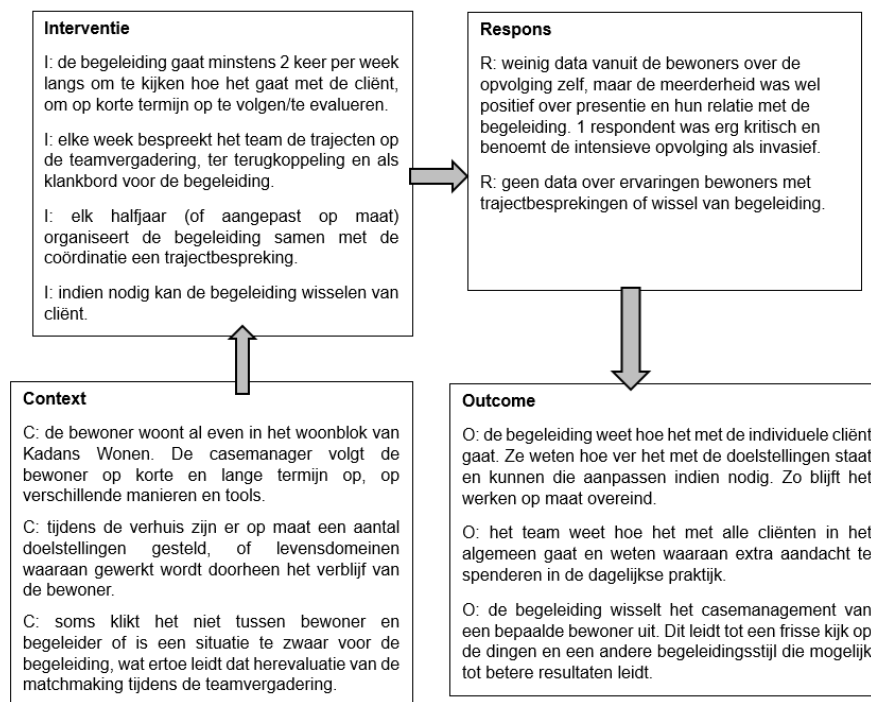 Interventie
I: de begeleiding gaat minstens 2 keer per week
langs om te kijken hoe het gaat met de cliënt,
om op korte termijn op te volgen/te evalueren.
I: elke week bespreekt het team de trajecten op
de teamvergadering, ter terugkoppeling en als
klankbord voor de begeleiding.
I: elk halfjaar (of aangepast op maat)
organiseert de begeleiding samen met de
coördinatie een trajectbespreking.
I: indien nodig kan de begeleiding wisselen van
cliënt.
Respons
R: weinig data vanuit de bewoners over de
opvolging zelf, maar de meerderheid was wel
positief over presentie en hun relatie met de
begeleiding. 1 respondent was erg kritisch en
benoemt de intensieve opvolging als invasief.
R: geen data over ervaringen bewoners met
trajectbesprekingen of wissel van begeleiding.
Context
C: de bewoner woont al even in het woonblok van
Kadans Wonen. De casemanager volgt de
bewoner op korte en lange termijn op, op
verschillende manieren en tools.
C: tijdens de verhuis zijn er op maat een aantal
doelstellingen gesteld, of levensdomeinen
waaraan gewerkt wordt doorheen het verblijf van
de bewoner.
C: soms klikt het niet tussen bewoner en
begeleider of is een situatie te zwaar voor de
begeleiding, wat ertoe leidt dat herevaluatie van de
matchmaking tijdens de teamvergadering.
Outcome
O: de begeleiding weet hoe het met de individuele cliënt
gaat. Ze weten hoe ver het met de doelstellingen staat
en kunnen die aanpassen indien nodig. Zo blijft het
werken op maat overeind.
O: het team weet hoe het met alle cliënten in het
algemeen gaat en weten waaraan extra aandacht te
spenderen in de dagelijkse praktijk.
O: de begeleiding wisselt het casemanagement van
een bepaalde bewoner uit. Dit leidt tot een frisse kijk op
de dingen en een andere begeleidingsstijl die mogelijk
tot betere resultaten leidt.